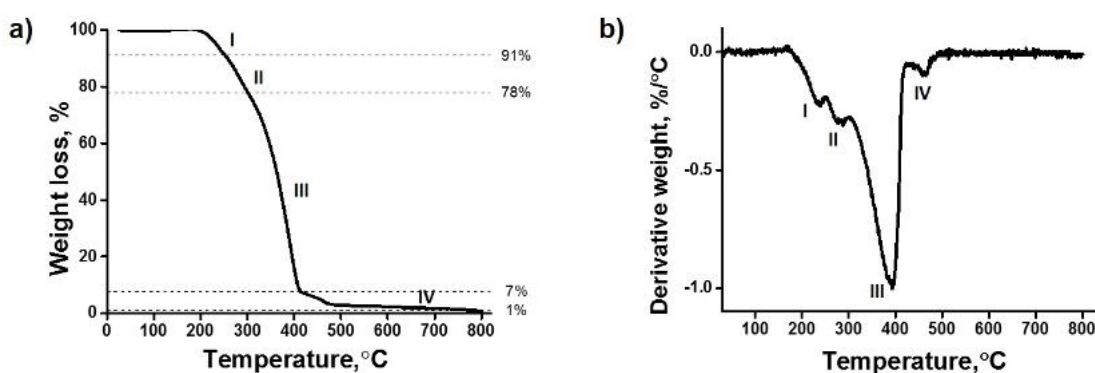 a)
Weight loss, %
100
80
60
40
20
0
I
II
III
IV
91%
78%
7%
1%
0 100 200 300 400 500 600 700 800
Temperature,°C
b)
Derivative weight, %/°C
0.0
-0.5
-1.0
I
II
III
IV
100 200 300 400 500 600 700 800
Temperature,°C